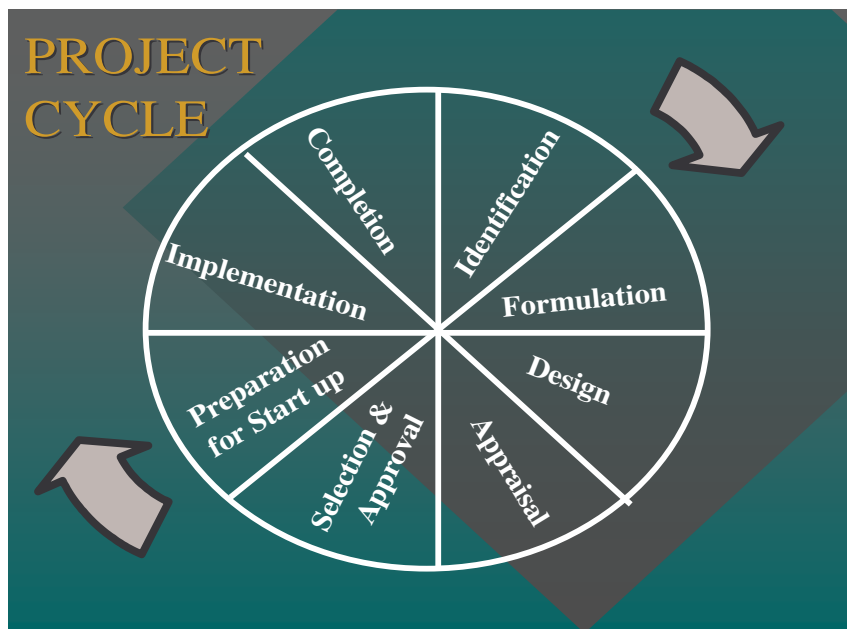 PROJECT
CYCLE
Identification
Formulation
Design
Appraisal
Selection &
Approval
Preparation
for Start up
Implementation
Completion